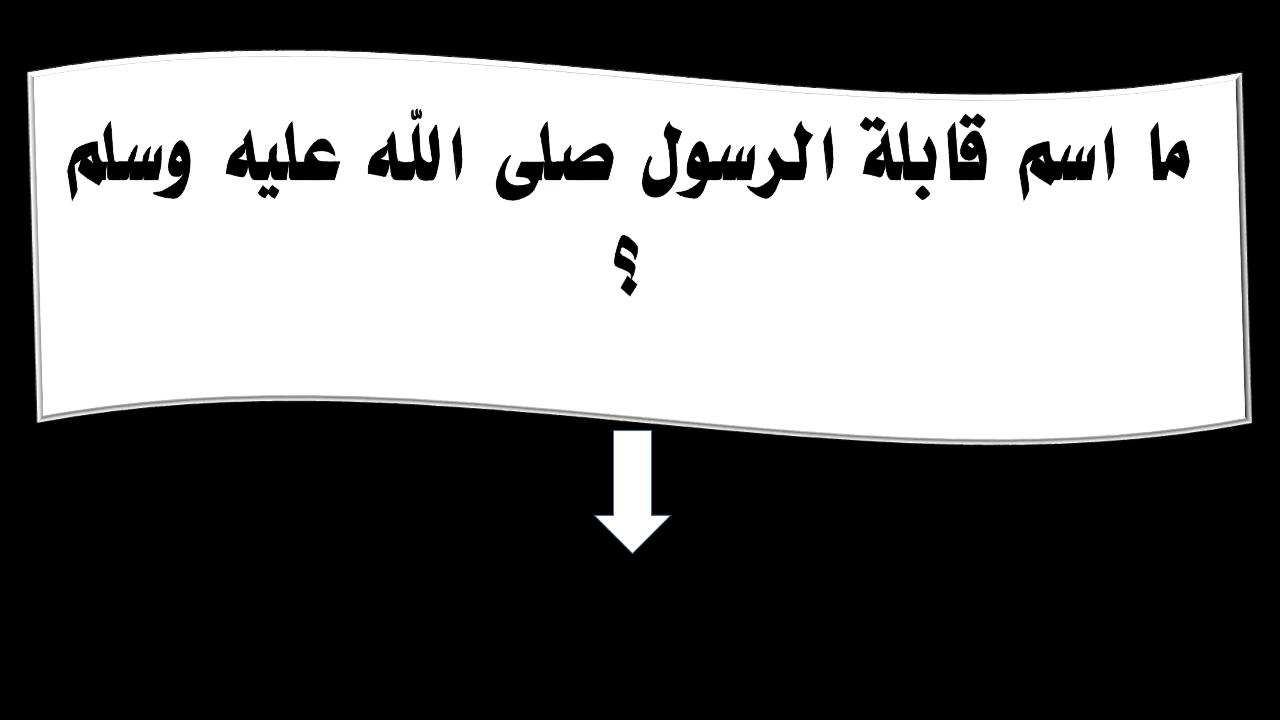 ما اسم قابلة الرسول صلى الله عليه وسلم
؟